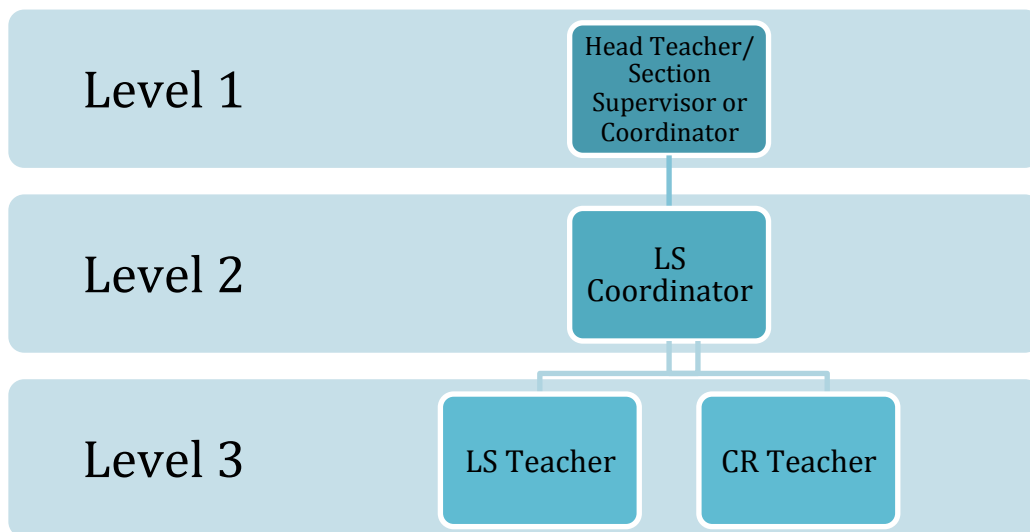 Level 1
Head Teacher/
Section
Supervisor or
Coordinator
Level 2
LS
Coordinator
Level 3
LS Teacher
CR Teacher